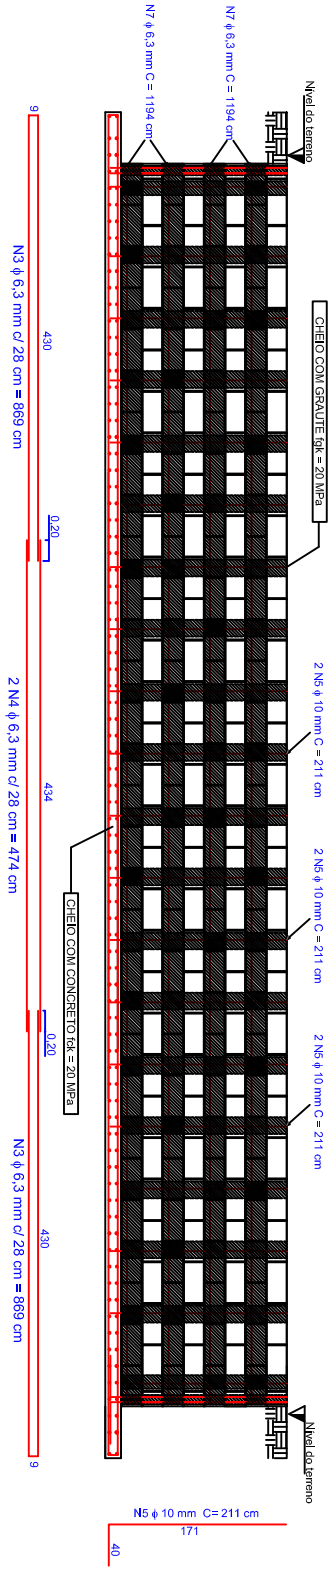 Nível do terreno
N7 ϕ 6,3 mm C = 1194 cm
N7 ϕ 6,3 mm C = 1194 cm
CHEIO COM GRAUTE fgk = 20 MPa
2 N5 ϕ 10 mm C = 211 cm
2 N5 ϕ 10 mm C = 211 cm
2 N5 ϕ 10 mm C = 211 cm
Nível do terreno
CHEIO COM CONCRETO fck = 20 MPa
9
430
N3 ϕ 6,3 mm c/ 28 cm = 869 cm
0,20
434
2 N4 ϕ 6,3 mm c/ 28 cm = 474 cm
0,20
430
N3 ϕ 6,3 mm c/ 28 cm = 869 cm
9
N5 ϕ 10 mm C= 211 cm
171
40